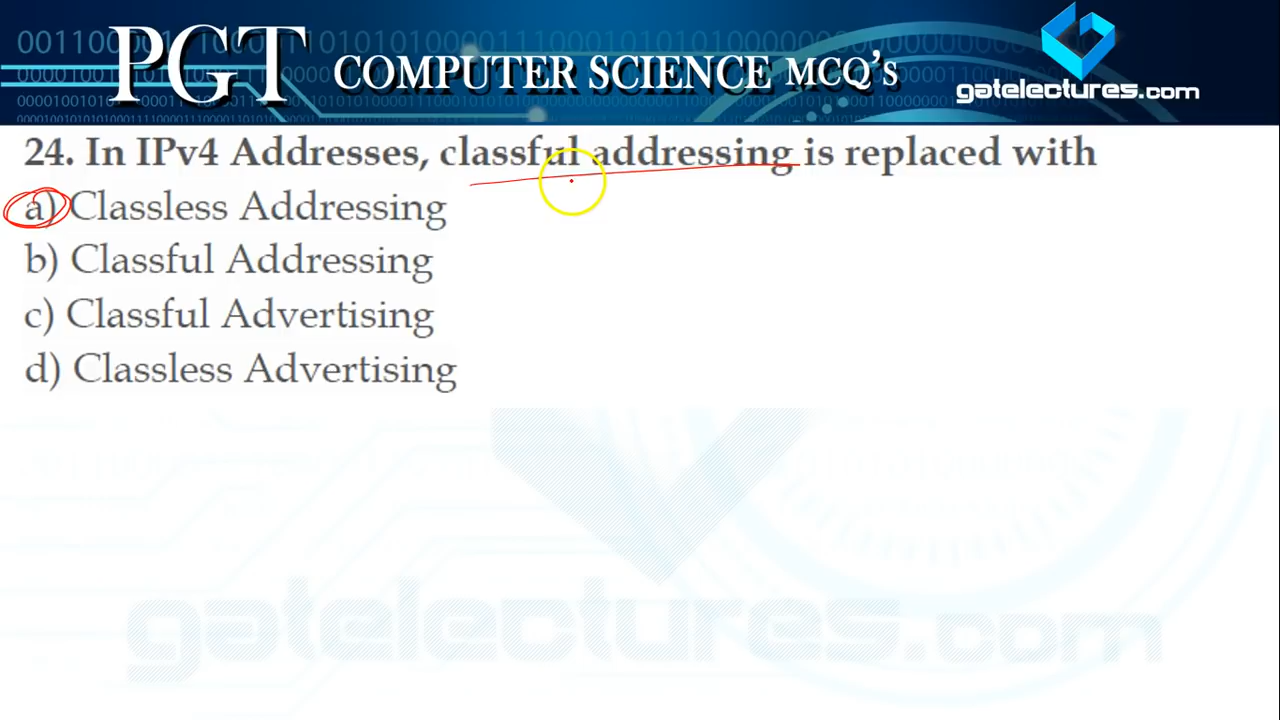 PGT COMPUTER SCIENCE MCQ'S
gatelectures.com
24. In IPv4 Addresses, classful addressing is replaced with
a) Classless Addressing
b) Classful Addressing
c) Classful Advertising
d) Classless Advertising
gatelectures.com